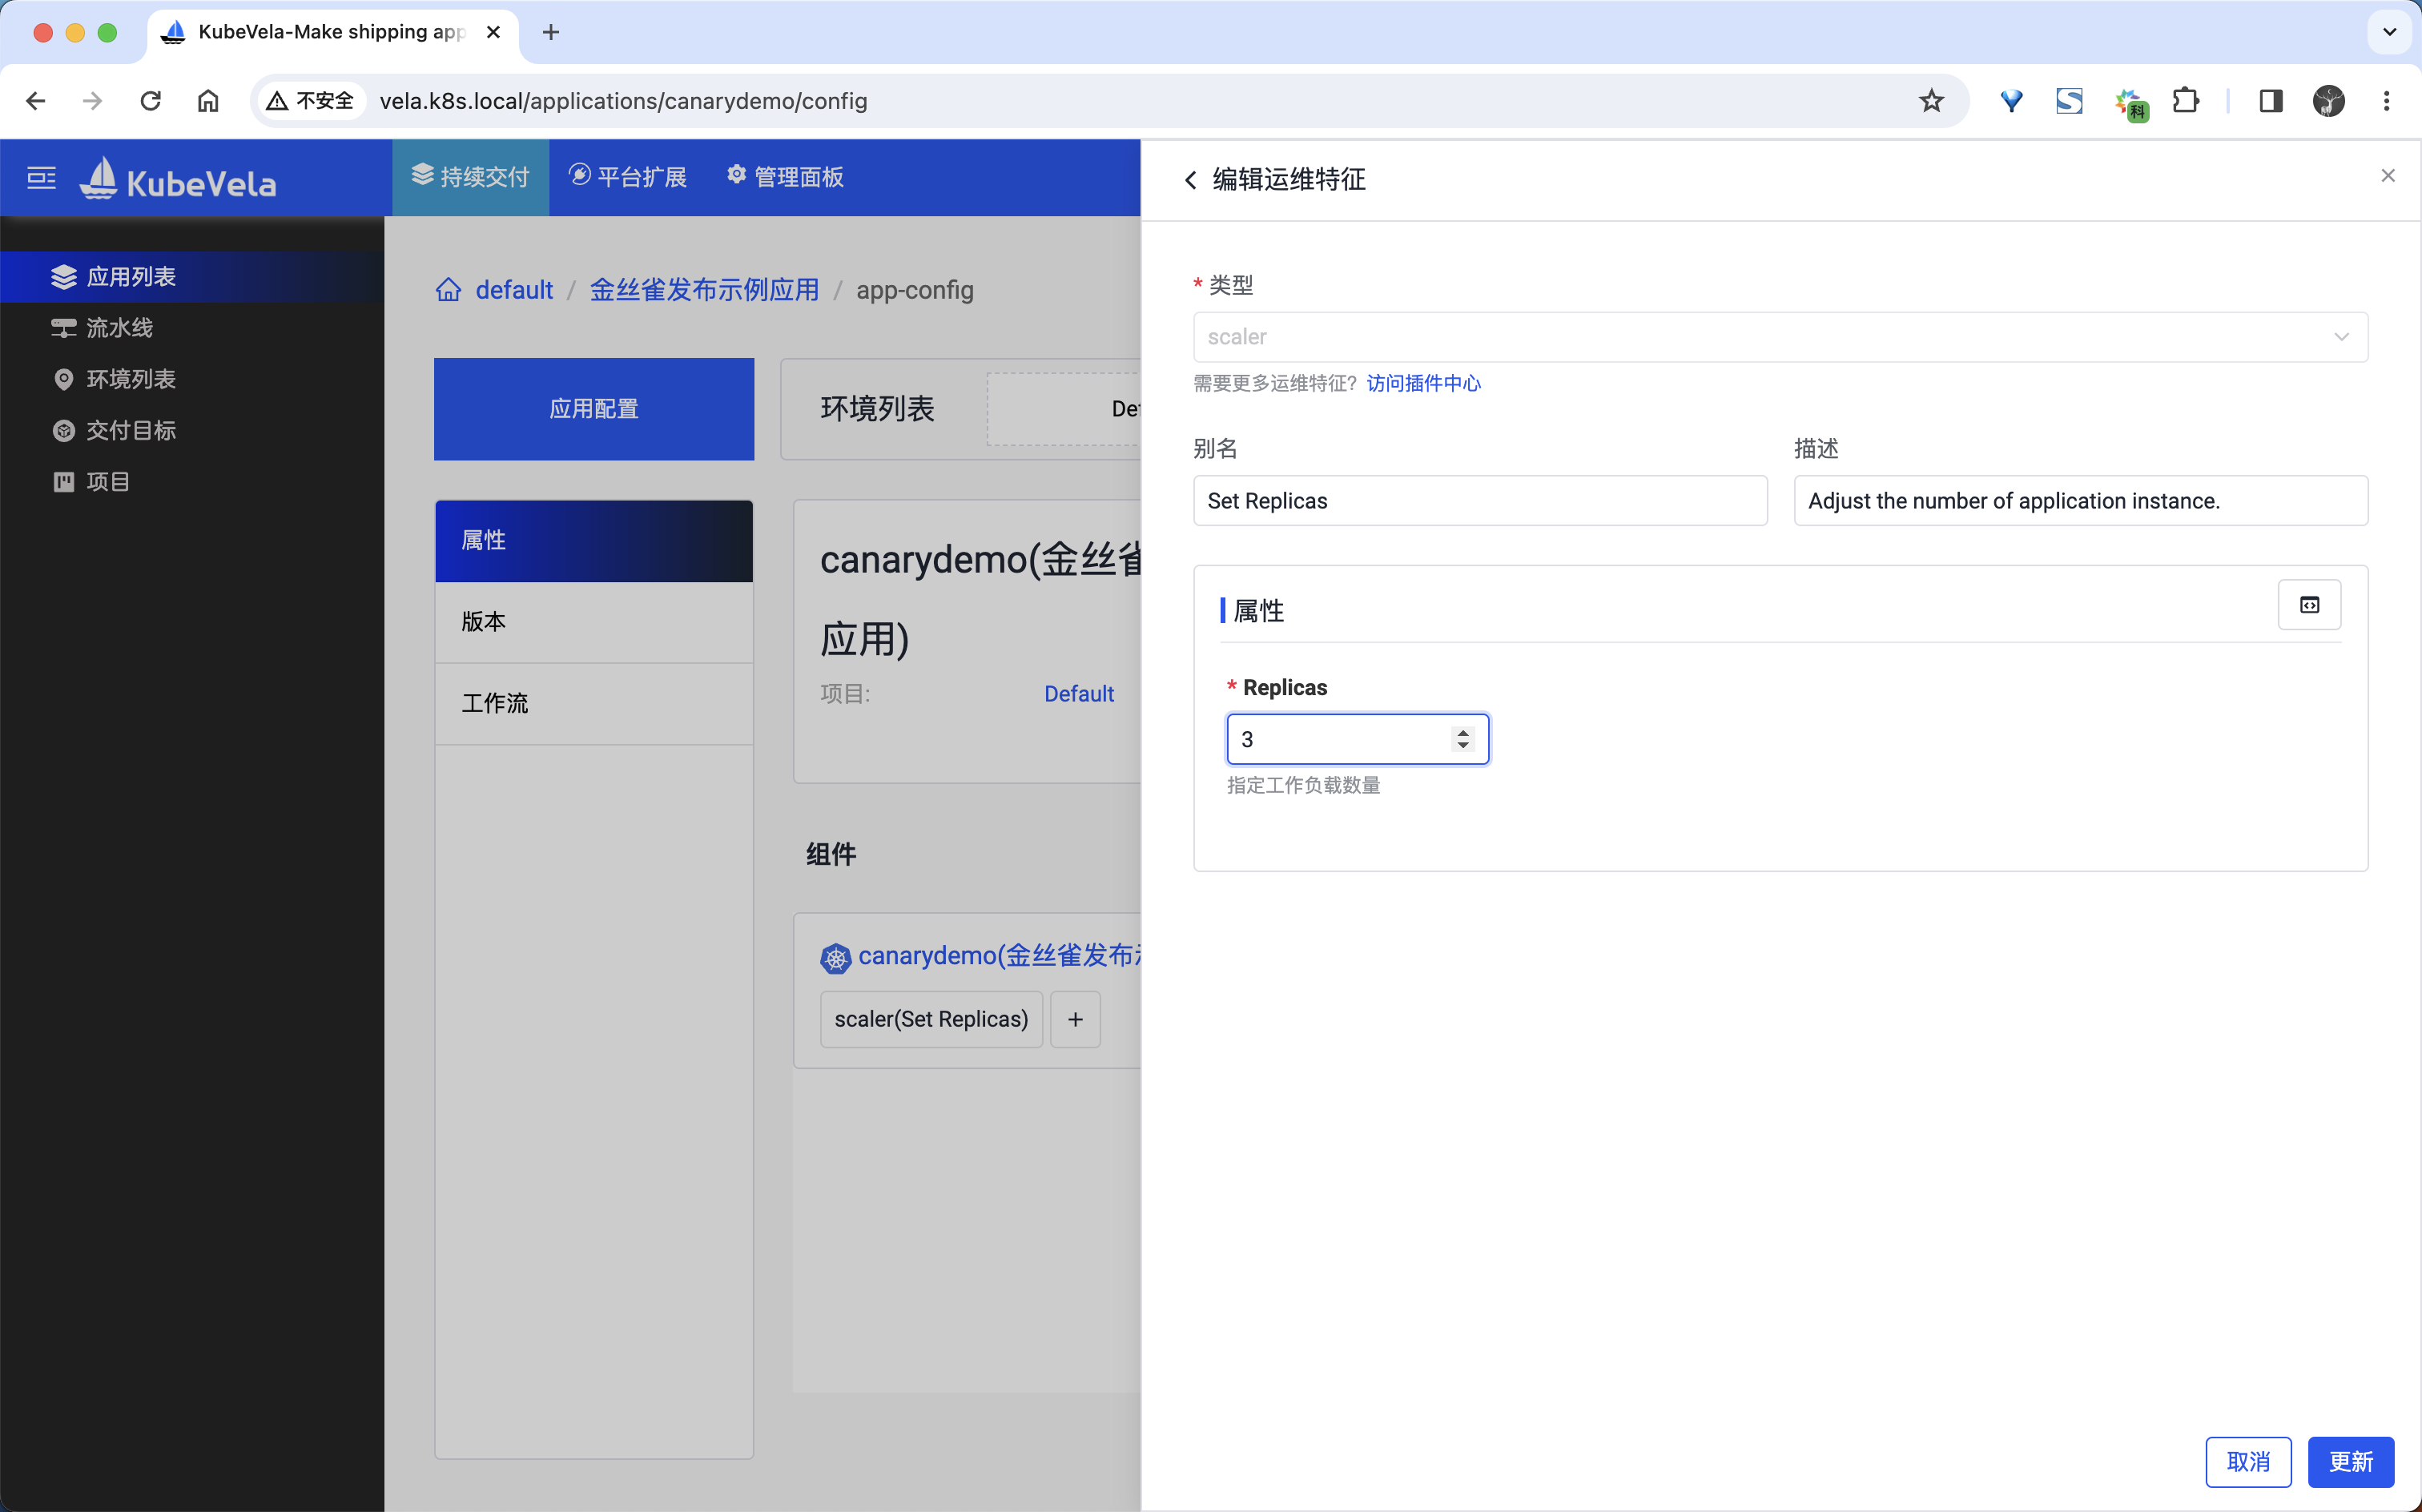 KubeVela-Make shipping app
不安全
vela.k8s.local/applications/canarydemo/config
科
KubeVela
持续交付
平台扩展
管理面板
应用列表
流水线
环境列表
交付目标
项目
default / 金丝雀发布示例应用 / app-config
应用配置
环境列表
属性
版本
工作流
canarydemo(金丝雀
应用)
项目:
Default
组件
canarydemo(金丝雀发布
scaler(Set Replicas)
+
编辑运维特征
* 类型
scaler
需要更多运维特征? 访问插件中心
别名
描述
Set Replicas
Adjust the number of application instance.
属性
* Replicas
3
指定工作负载数量
取消
更新